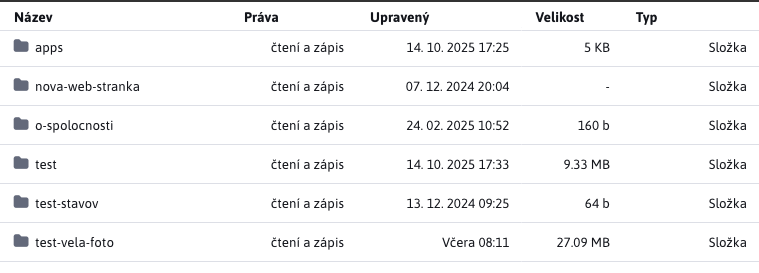 Název Práva Upravený Velikost Typ
apps čtení a zápis 14. 10. 2025 17:25 5 KB Složka
nova-web-stranka čtení a zápis 07. 12. 2024 20:04 - Složka
o-spolocnosti čtení a zápis 24. 02. 2025 10:52 160 b Složka
test čtení a zápis 14. 10. 2025 17:33 9.33 MB Složka
test-stavov čtení a zápis 13. 12. 2024 09:25 64 b Složka
test-vela-foto čtení a zápis Včera 08:11 27.09 MB Složka